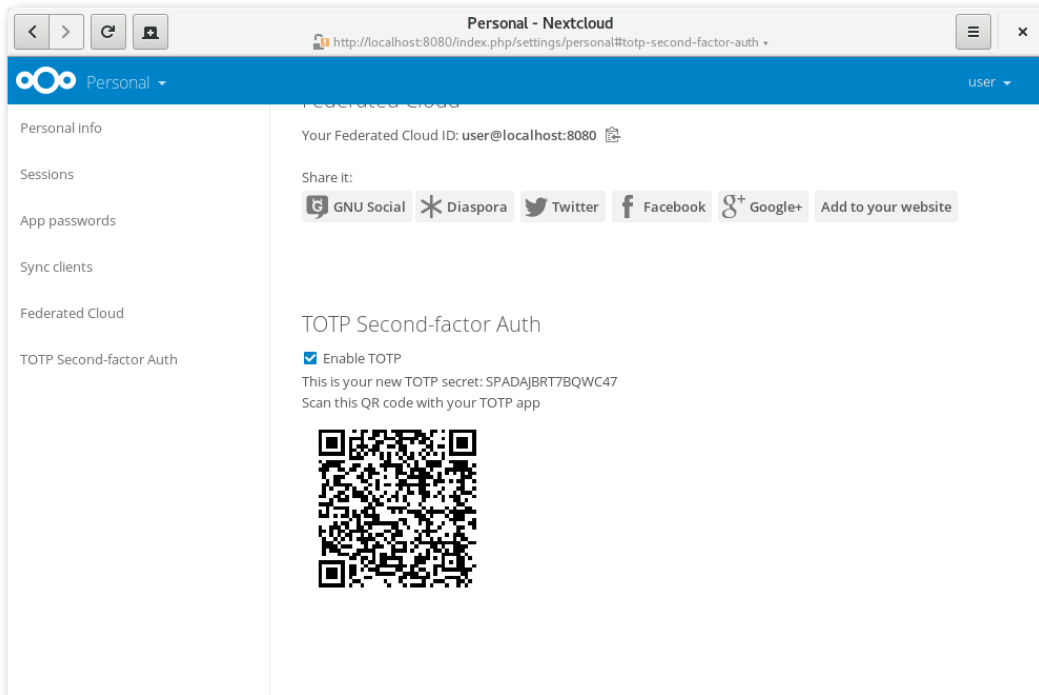 Personal - Nextcloud
http://localhost:8080/index.php/settings/personal#totp-second-factor-auth
Personal
user
Personal info
Sessions
App passwords
Sync clients
Federated Cloud
TOTP Second-factor Auth
Federated Cloud
Your Federated Cloud ID: user@localhost:8080
Share it:
GNU Social Diaspora Twitter Facebook Google+ Add to your website
TOTP Second-factor Auth
Enable TOTP
This is your new TOTP secret: SPADAJBRT7BQWC47
Scan this QR code with your TOTP app